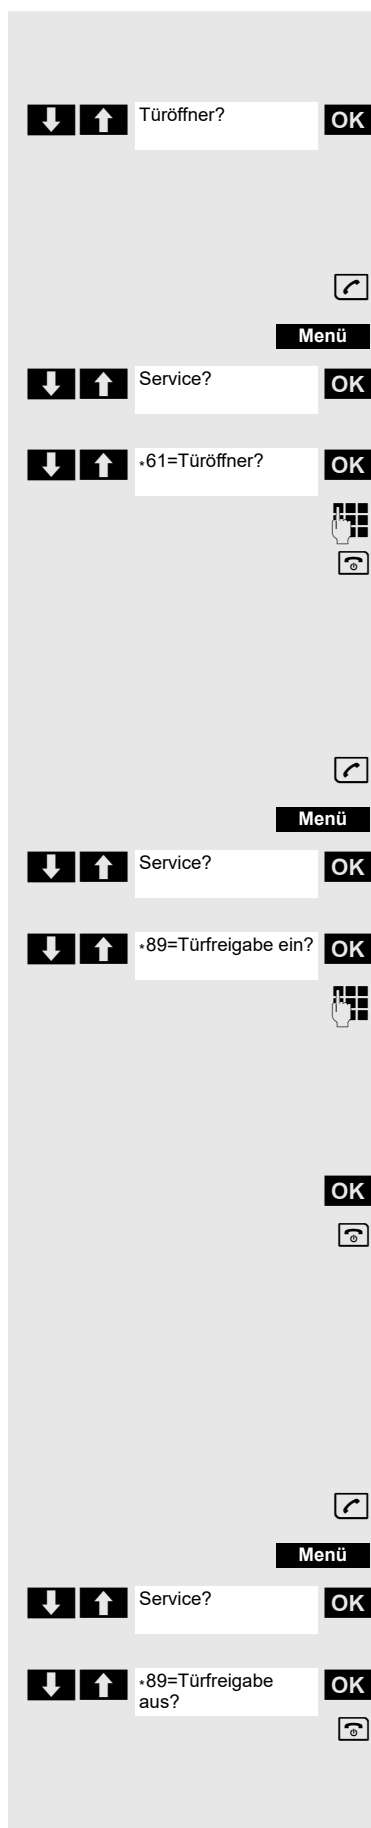 Türöffner? OK
Menü
Service? OK
*61=Türöffner? OK
Menü
Service? OK
*89=Türfreigabe ein? OK
OK
Menü
Service? OK
*89=Türfreigabe OK
aus?